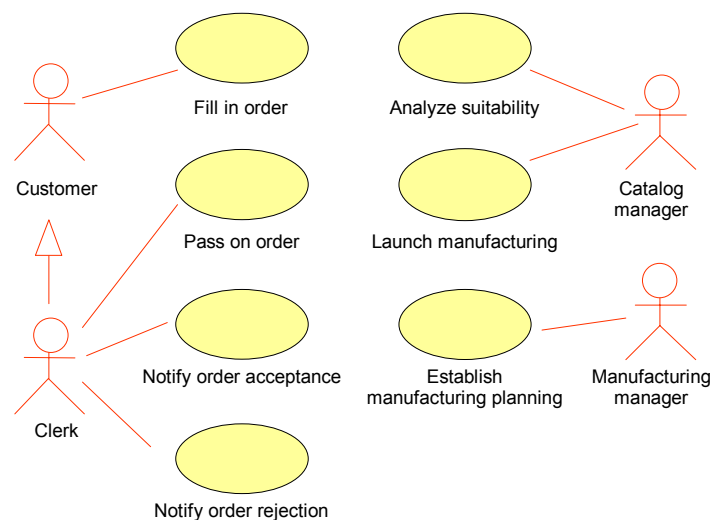 Fill in order
Analyze suitability
Customer
Catalog
manager
Pass on order
Launch manufacturing
Notify order acceptance
Establish
manufacturing planning
Manufacturing
manager
Clerk
Notify order rejection